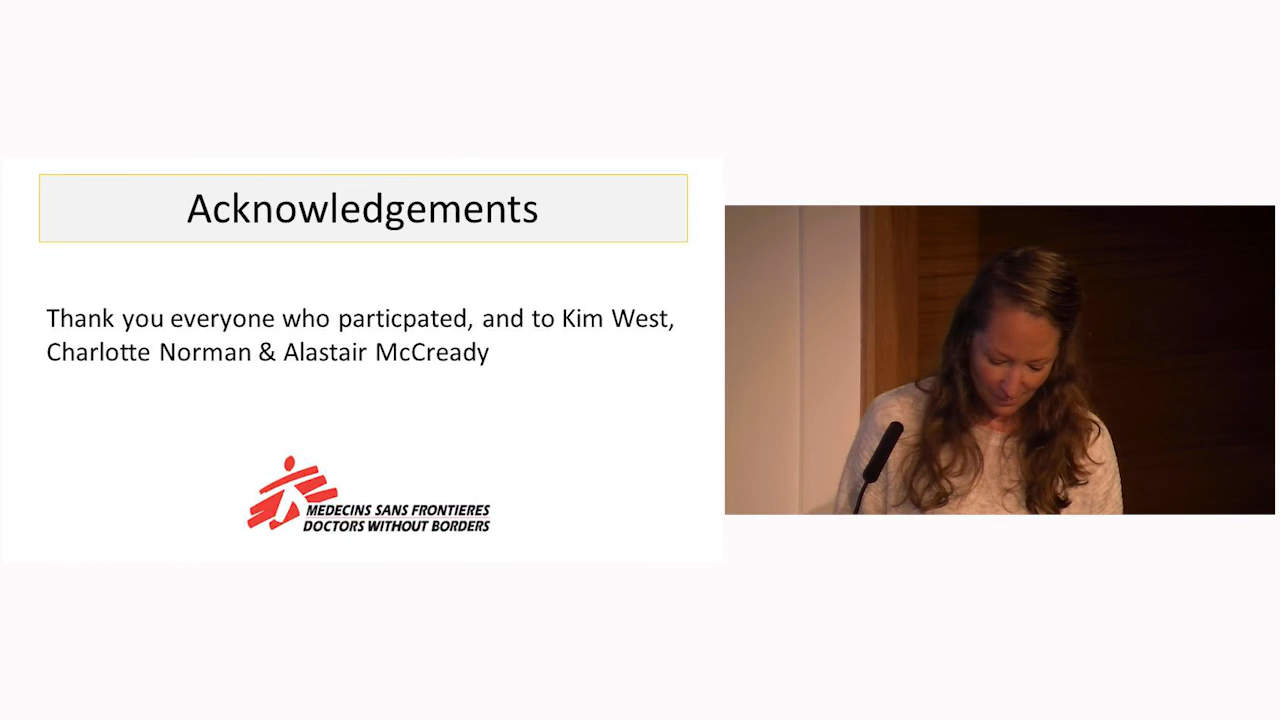 Acknowledgements
Thank you everyone who particpated, and to Kim West,
Charlotte Norman & Alastair McCready
MEDECINS SANS FRONTIERES
DOCTORS WITHOUT BORDERS